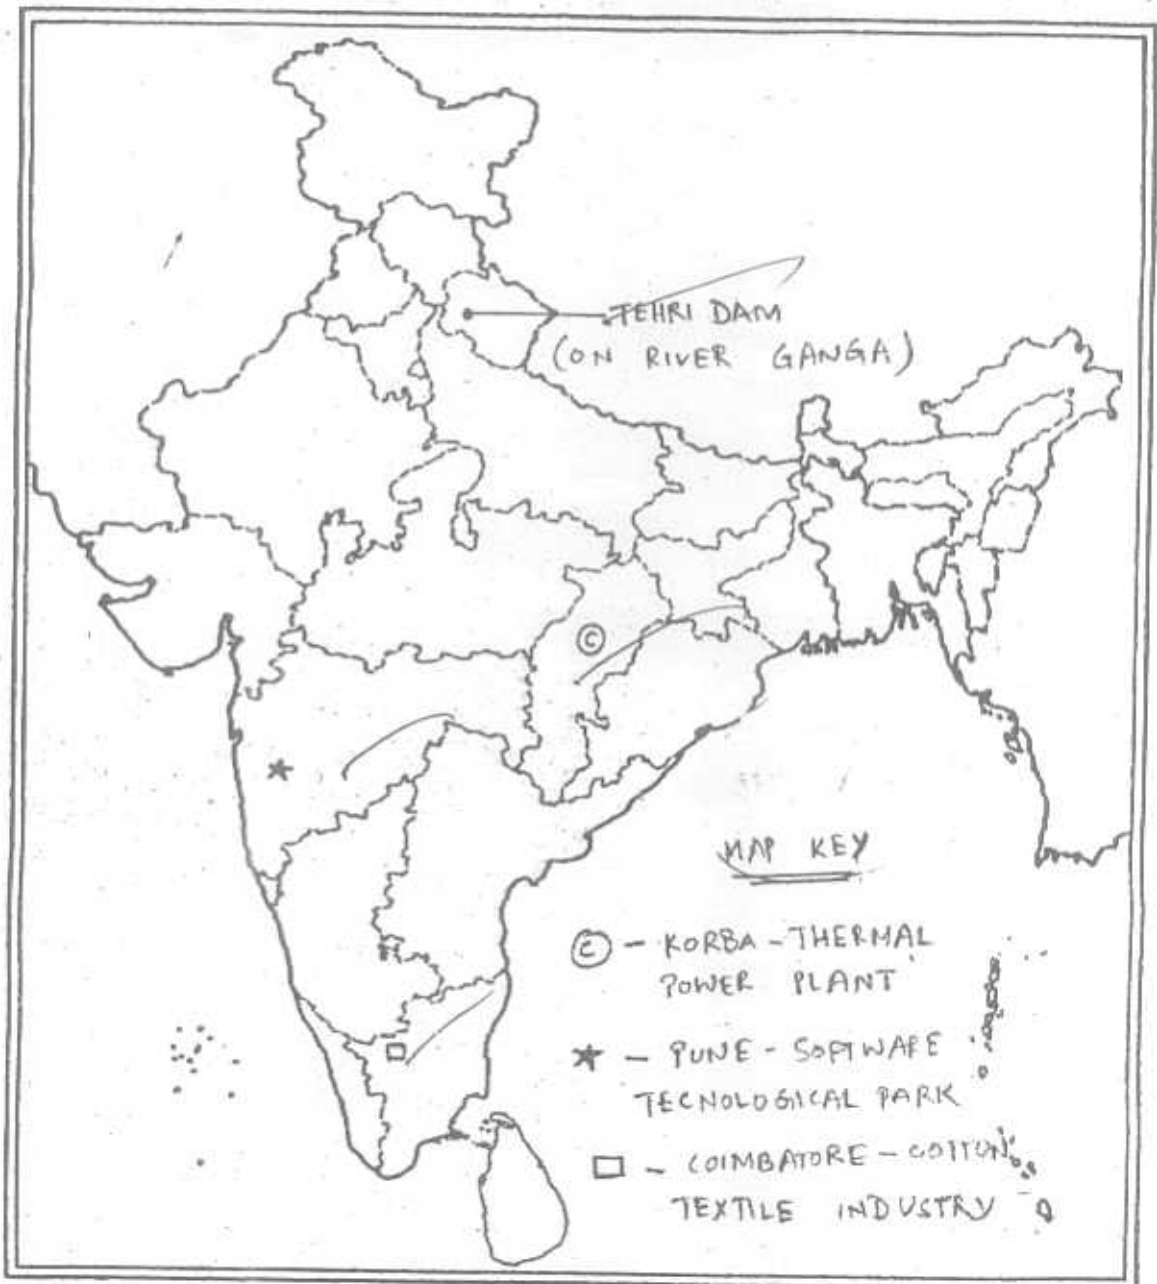 TEHRI DAM
(ON RIVER GANGA)
C
MAP KEY
C - KORBA - THERMAL
POWER PLANT
- PUNE - SOFTWARE
TECNOLOGICAL PARK
- COIMBATORE - COTTON
TEXTILE INDUSTRY